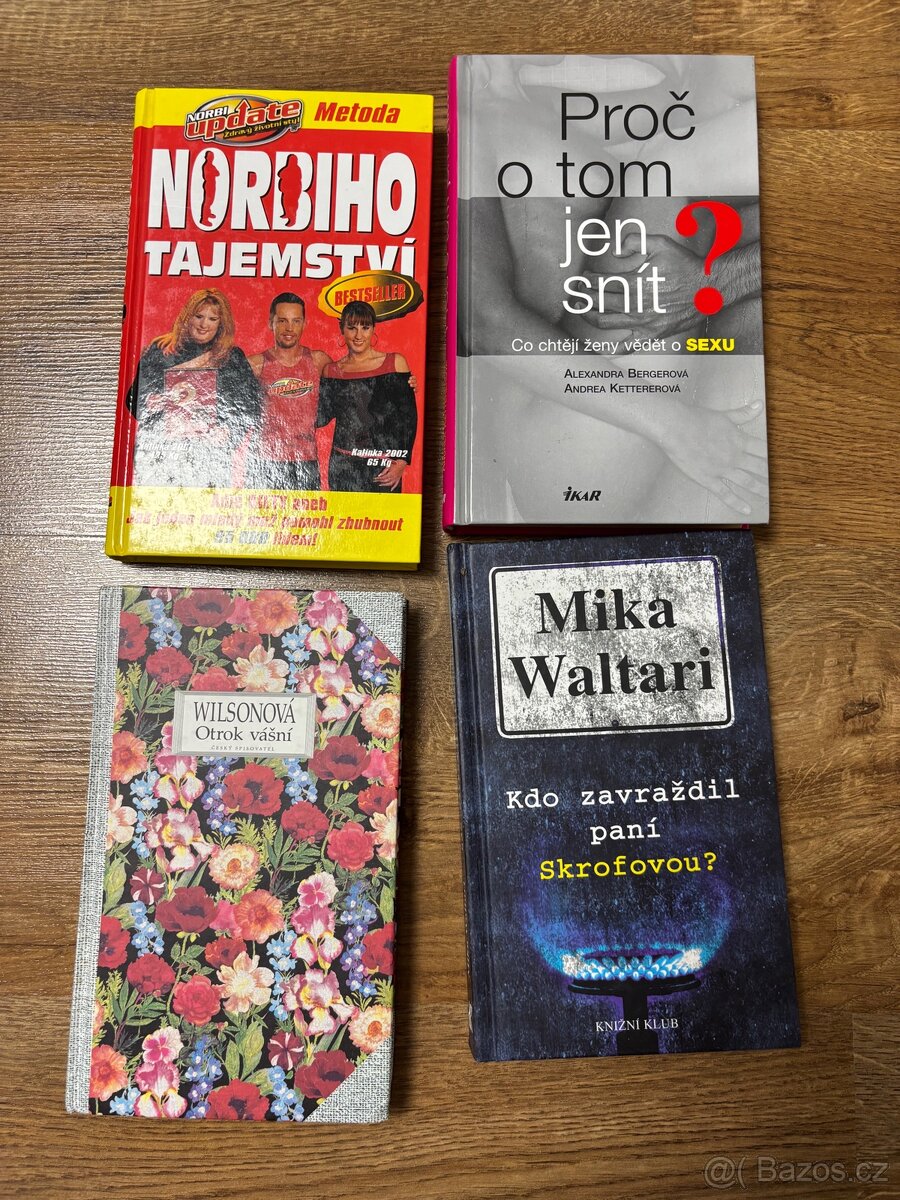 NORBI
update
Zdravý životní styl
Metoda
NORBIHO
TAJEMSTVÍ
BESTSELLER
Kalinka 2002
65 Kg
aneb
zhubnout
Proč
o tom
jen
snít
?
Co chtějí ženy vědět o SEXU
ALEXANDRA BERGEROVÁ
ANDREA KETTEREROVÁ
IKAR
WILSONOVÁ
Otrok vášní
ČESKÝ SPISOVATEL
Mika
Waltari
Kdo zavraždil
paní
Skrofovou?
KNIŽNÍ KLUB
@( Bazos.cz